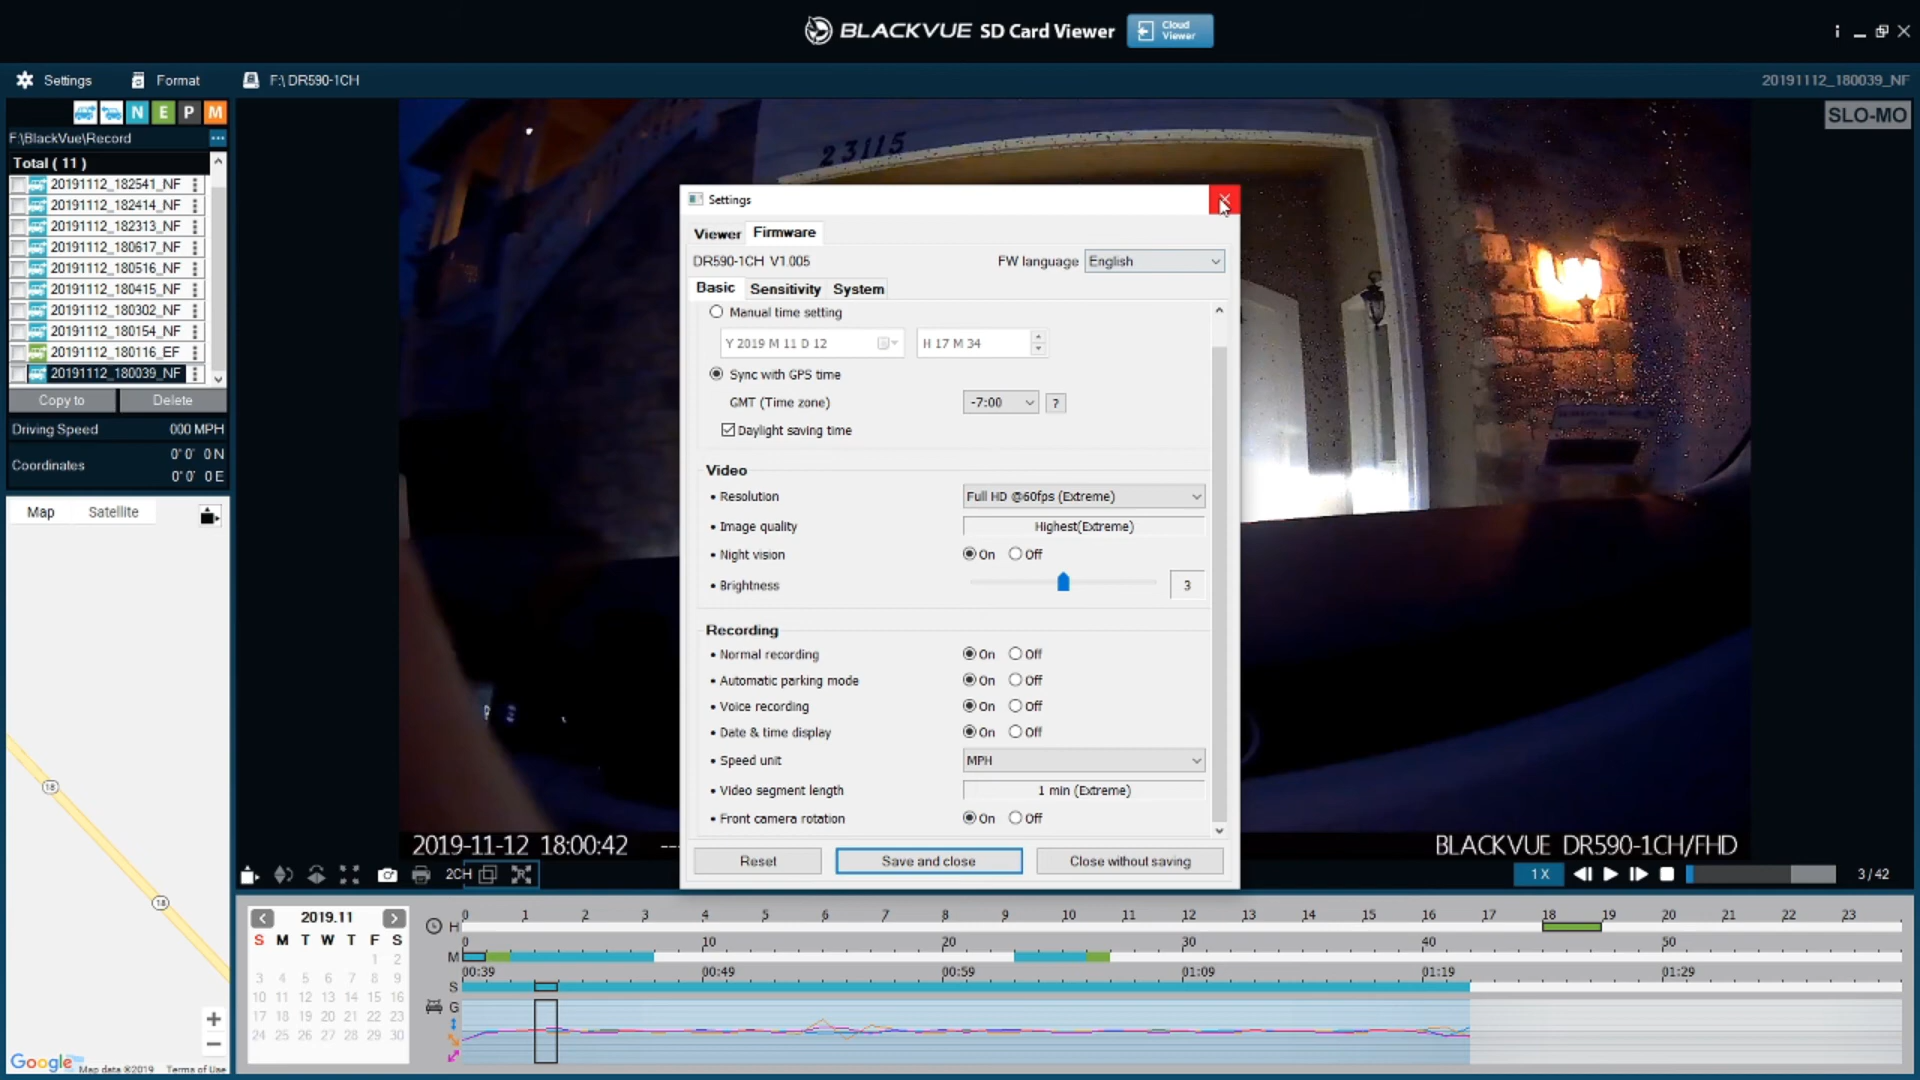 BLACKVUE SD Card Viewer
Cloud Viewer
Settings Format F:\ DR590-1CH 20191112_180039_NF
N E P M
F:\BlackVue\Record
Total ( 11 )
20191112_182541_NF
20191112_182414_NF
20191112_182313_NF
20191112_180617_NF
20191112_180516_NF
20191112_180415_NF
20191112_180302_NF
20191112_180154_NF
20191112_180116_EF
20191112_180039_NF
Copy to Delete
Driving Speed 000 MPH
Coordinates 0° 0' 0 N
0° 0' 0 E
Map Satellite
18
18
Google Map data ©2019 Terms of Use
SLO-MO
23115
Settings
Viewer Firmware
DR590-1CH V1.005 FW language English
Basic Sensitivity System
Manual time setting
Y 2019 M 11 D 12 H 17 M 34
Sync with GPS time
GMT (Time zone) -7:00 ?
Daylight saving time
Video
• Resolution Full HD @60fps (Extreme)
• Image quality Highest(Extreme)
• Night vision On Off
• Brightness 3
Recording
• Normal recording On Off
• Automatic parking mode On Off
• Voice recording On Off
• Date & time display On Off
• Speed unit MPH
• Video segment length 1 min (Extreme)
• Front camera rotation On Off
Reset Save and close Close without saving
2019-11-12 18:00:42 --- BLACKVUE DR590-1CH/FHD
2CH 1 X 3 / 42
2019.11
S M T W T F S
1 2
3 4 5 6 7 8 9
10 11 12 13 14 15 16
17 18 19 20 21 22 23
24 25 26 27 28 29 30
H 0 1 2 3 4 5 6 7 8 9 10 11 12 13 14 15 16 17 18 19 20 21 22 23
M 0 10 20 30 40 50
00:39 00:49 00:59 01:09 01:19 01:29
S
G